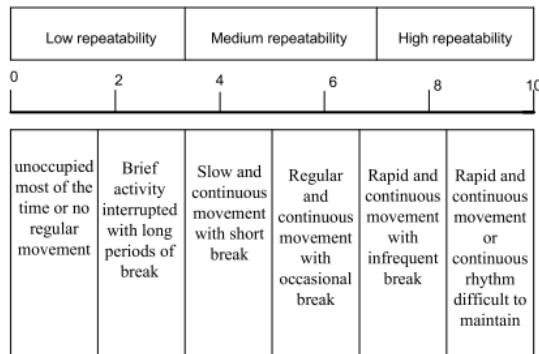 Low repeatability
Medium repeatability
High repeatability
0
2
4
6
8
10
unoccupied
most of the
time or no
regular
movement
Brief
activity
interrupted
with long
periods of
break
Slow and
continuous
movement
with short
break
Regular
and
continuous
movement
with
occasional
break
Rapid and
continuous
movement
with
infrequent
break
Rapid and
continuous
movement
or
continuous
rhythm
difficult to
maintain